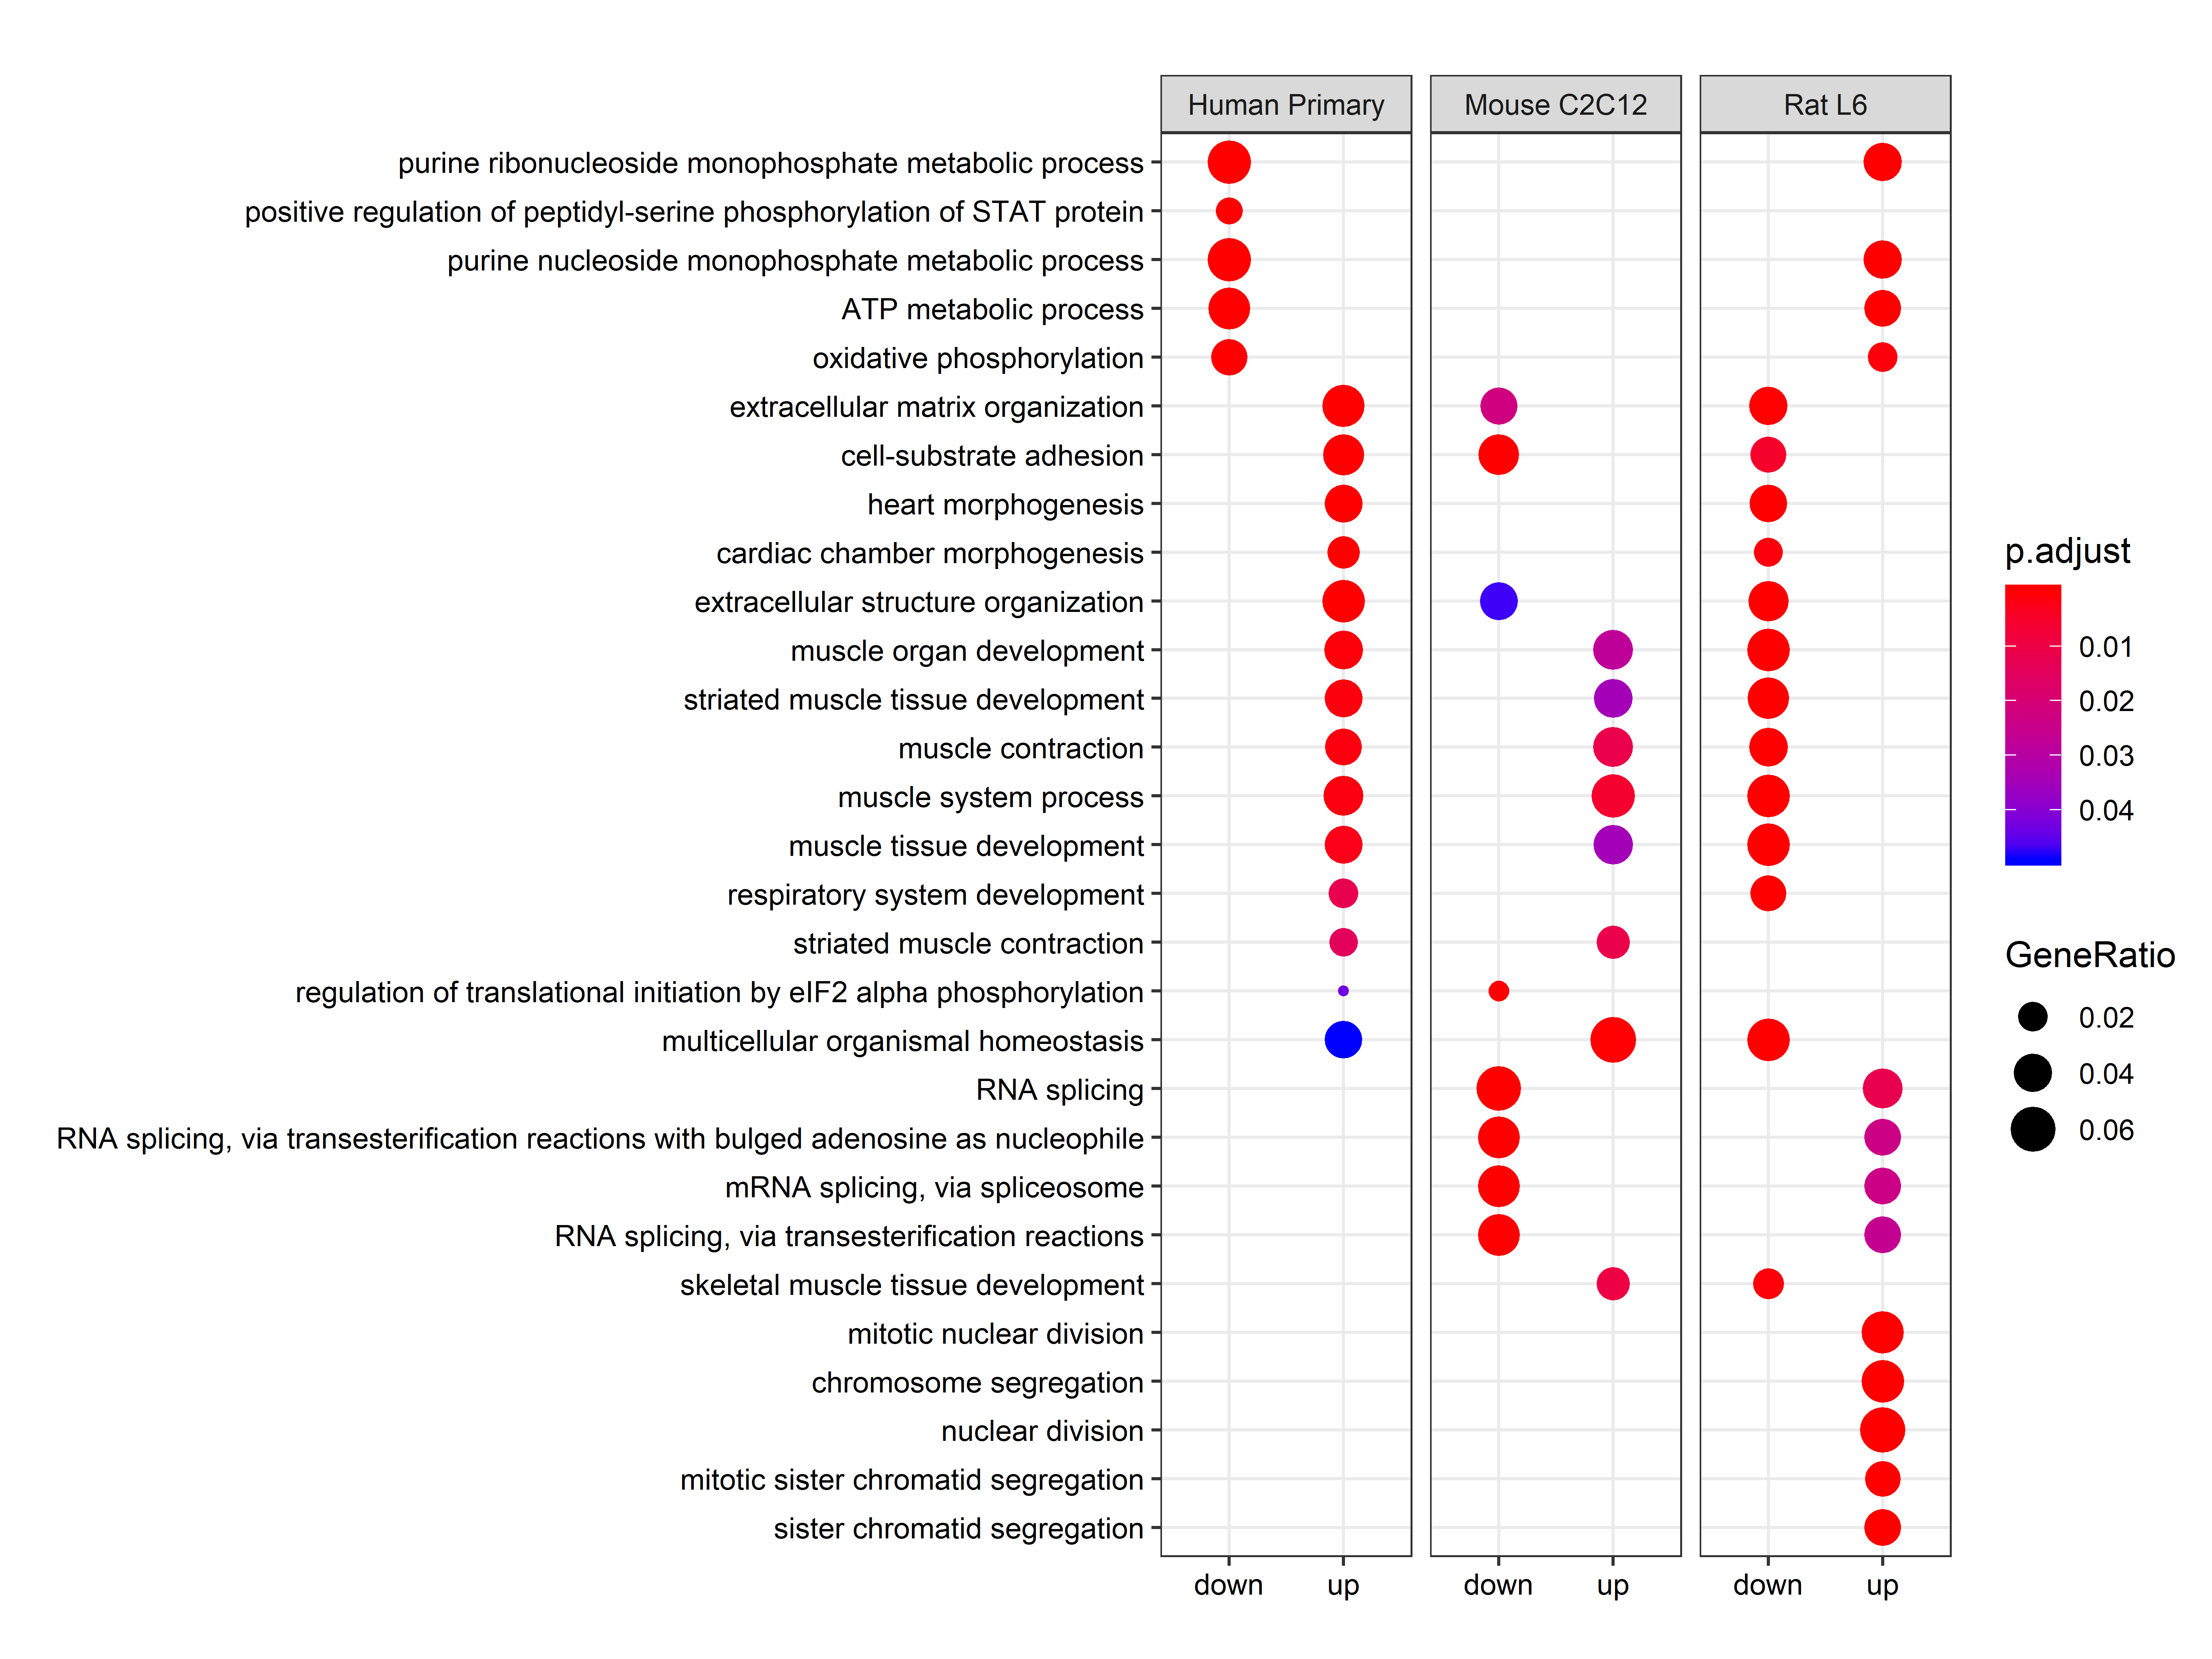 Human Primary
Mouse C2C12
Rat L6
purine ribonucleoside monophosphate metabolic process
positive regulation of peptidyl-serine phosphorylation of STAT protein
purine nucleoside monophosphate metabolic process
ATP metabolic process
oxidative phosphorylation
extracellular matrix organization
cell-substrate adhesion
heart morphogenesis
cardiac chamber morphogenesis
extracellular structure organization
muscle organ development
striated muscle tissue development
muscle contraction
muscle system process
muscle tissue development
respiratory system development
striated muscle contraction
regulation of translational initiation by eIF2 alpha phosphorylation
multicellular organismal homeostasis
RNA splicing
RNA splicing, via transesterification reactions with bulged adenosine as nucleophile
mRNA splicing, via spliceosome
RNA splicing, via transesterification reactions
skeletal muscle tissue development
mitotic nuclear division
chromosome segregation
nuclear division
mitotic sister chromatid segregation
sister chromatid segregation
down
up
down
up
down
up
p.adjust
0.01
0.02
0.03
0.04
GeneRatio
0.02
0.04
0.06